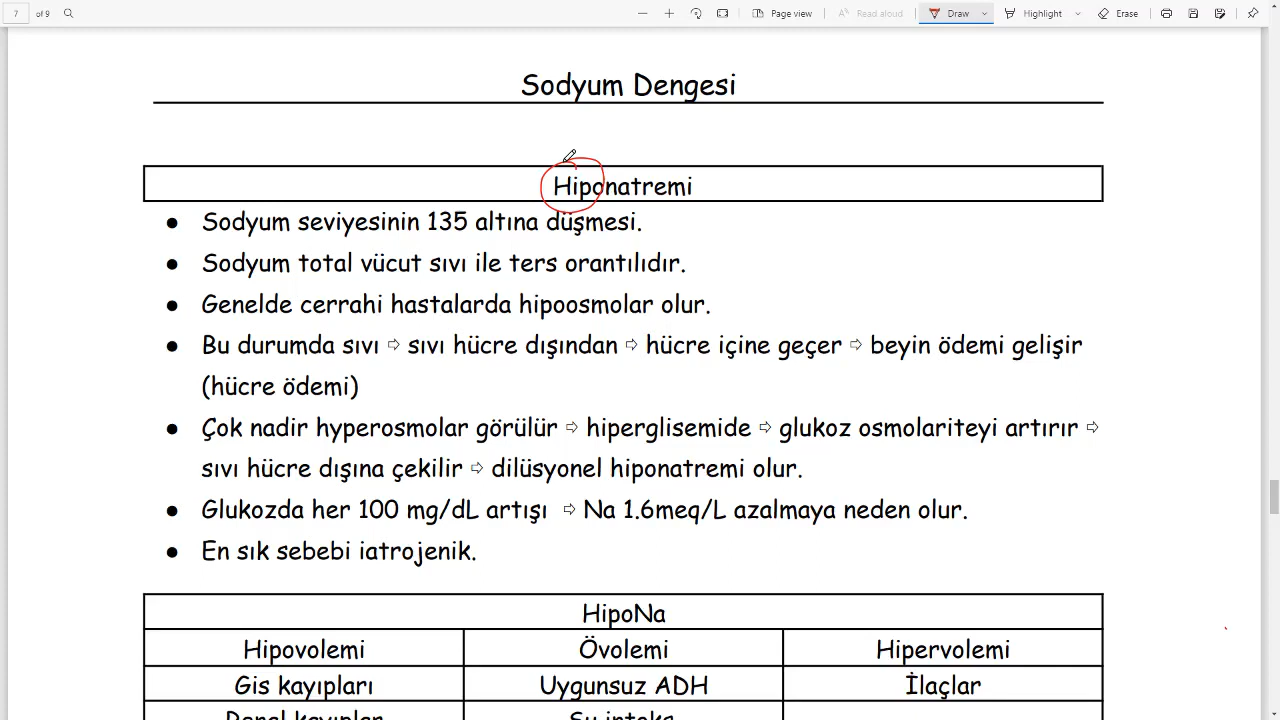 7 of 9 Page view Read aloud Draw Highlight Erase
Sodyum Dengesi
Hiponatremi
● Sodyum seviyesinin 135 altına düşmesi.
● Sodyum total vücut sıvı ile ters orantılıdır.
● Genelde cerrahi hastalarda hipoosmolar olur.
● Bu durumda sıvı ⇨ sıvı hücre dışından ⇨ hücre içine geçer ⇨ beyin ödemi gelişir
(hücre ödemi)
● Çok nadir hyperosmolar görülür ⇨ hiperglisemide ⇨ glukoz osmolariteyi artırır ⇨
sıvı hücre dışına çekilir ⇨ dilüsyonel hiponatremi olur.
● Glukozda her 100 mg/dL artışı ⇨ Na 1.6meq/L azalmaya neden olur.
● En sık sebebi iatrojenik.
HipoNa
Hipovolemi Övolemi Hipervolemi
Gis kayıpları Uygunsuz ADH İlaçlar
Renal kayıplar Su intoks